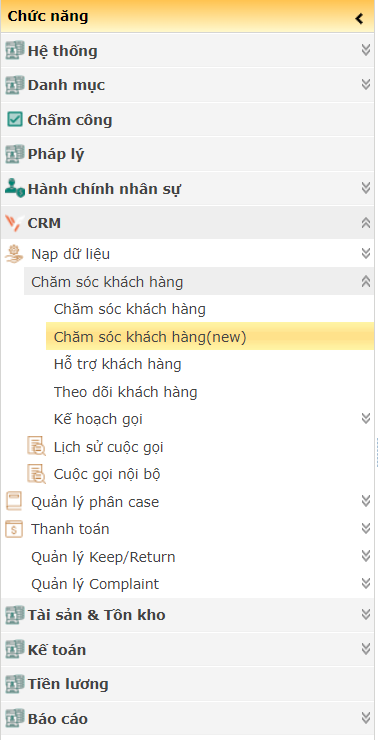 Chức năng
Hệ thống
Danh mục
Chấm công
Pháp lý
Hành chính nhân sự
CRM
Nạp dữ liệu
Chăm sóc khách hàng
Chăm sóc khách hàng
Chăm sóc khách hàng(new)
Hỗ trợ khách hàng
Theo dõi khách hàng
Kế hoạch gọi
Lịch sử cuộc gọi
Cuộc gọi nội bộ
Quản lý phân case
Thanh toán
Quản lý Keep/Return
Quản lý Complaint
Tài sản & Tồn kho
Kế toán
Tiền lương
Báo cáo